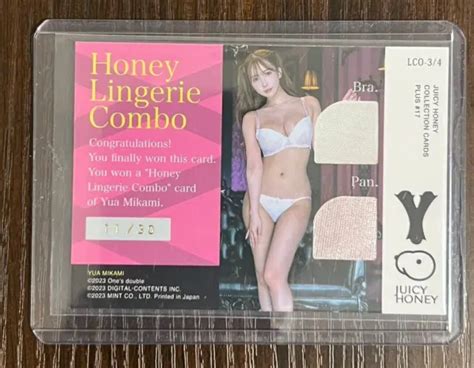 Honey
Lingerie
Combo
Congratulations!
You finally won this card.
You won a "Honey
Lingerie Combo" card
of Yua Mikami.
11/30
YUA MIKAMI
©2023 One's double
©2023 DIGITAL-CONTENTS INC.
©2023 MINT CO., LTD. Printed in Japan
Bra.
Pan.
LCO-3/4
JUICY HONEY
COLLECTION CARDS
PLUS #17
JUICY
HONEY